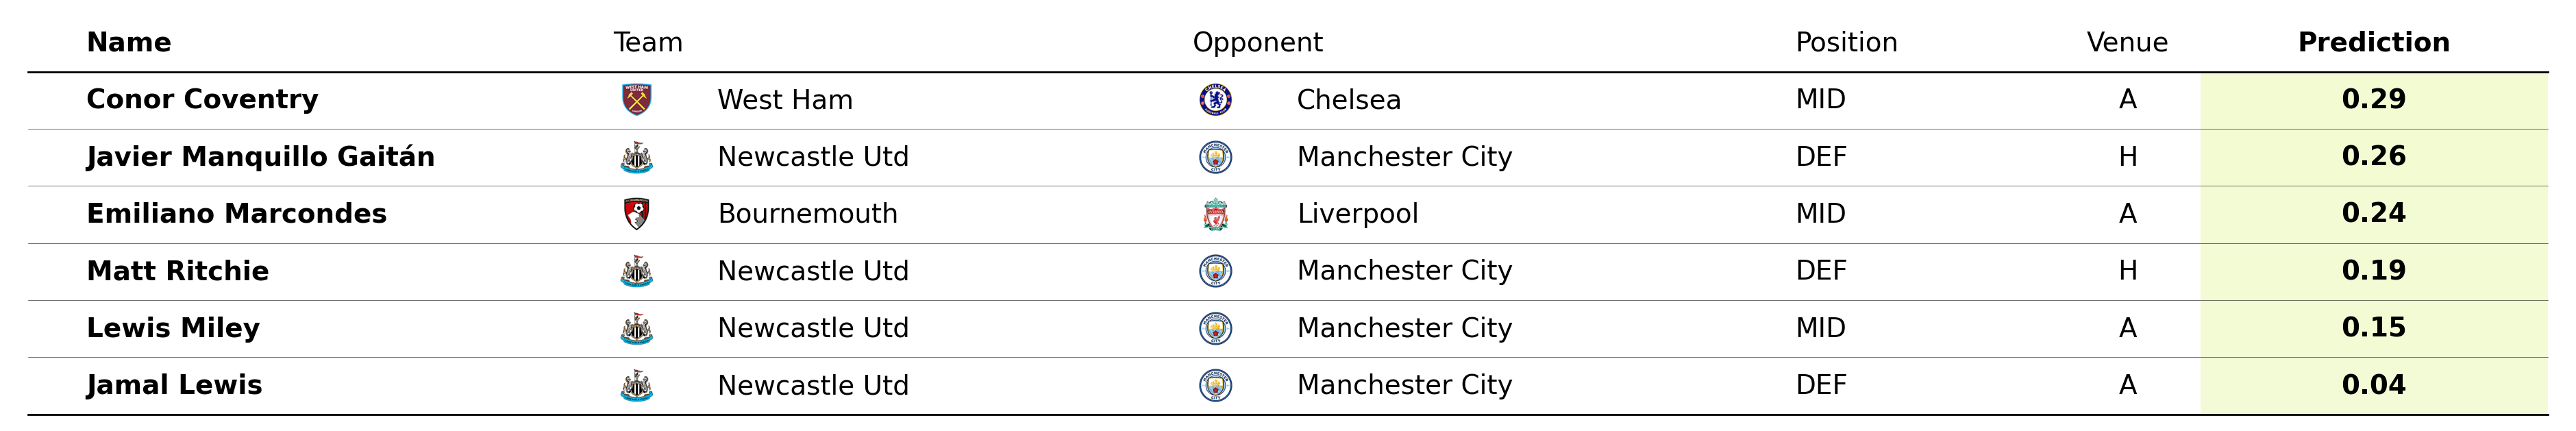 Name Team Opponent Position Venue Prediction
Conor Coventry West Ham Chelsea MID A 0.29
Javier Manquillo Gaitán Newcastle Utd Manchester City DEF H 0.26
Emiliano Marcondes Bournemouth Liverpool MID A 0.24
Matt Ritchie Newcastle Utd Manchester City DEF H 0.19
Lewis Miley Newcastle Utd Manchester City MID A 0.15
Jamal Lewis Newcastle Utd Manchester City DEF A 0.04